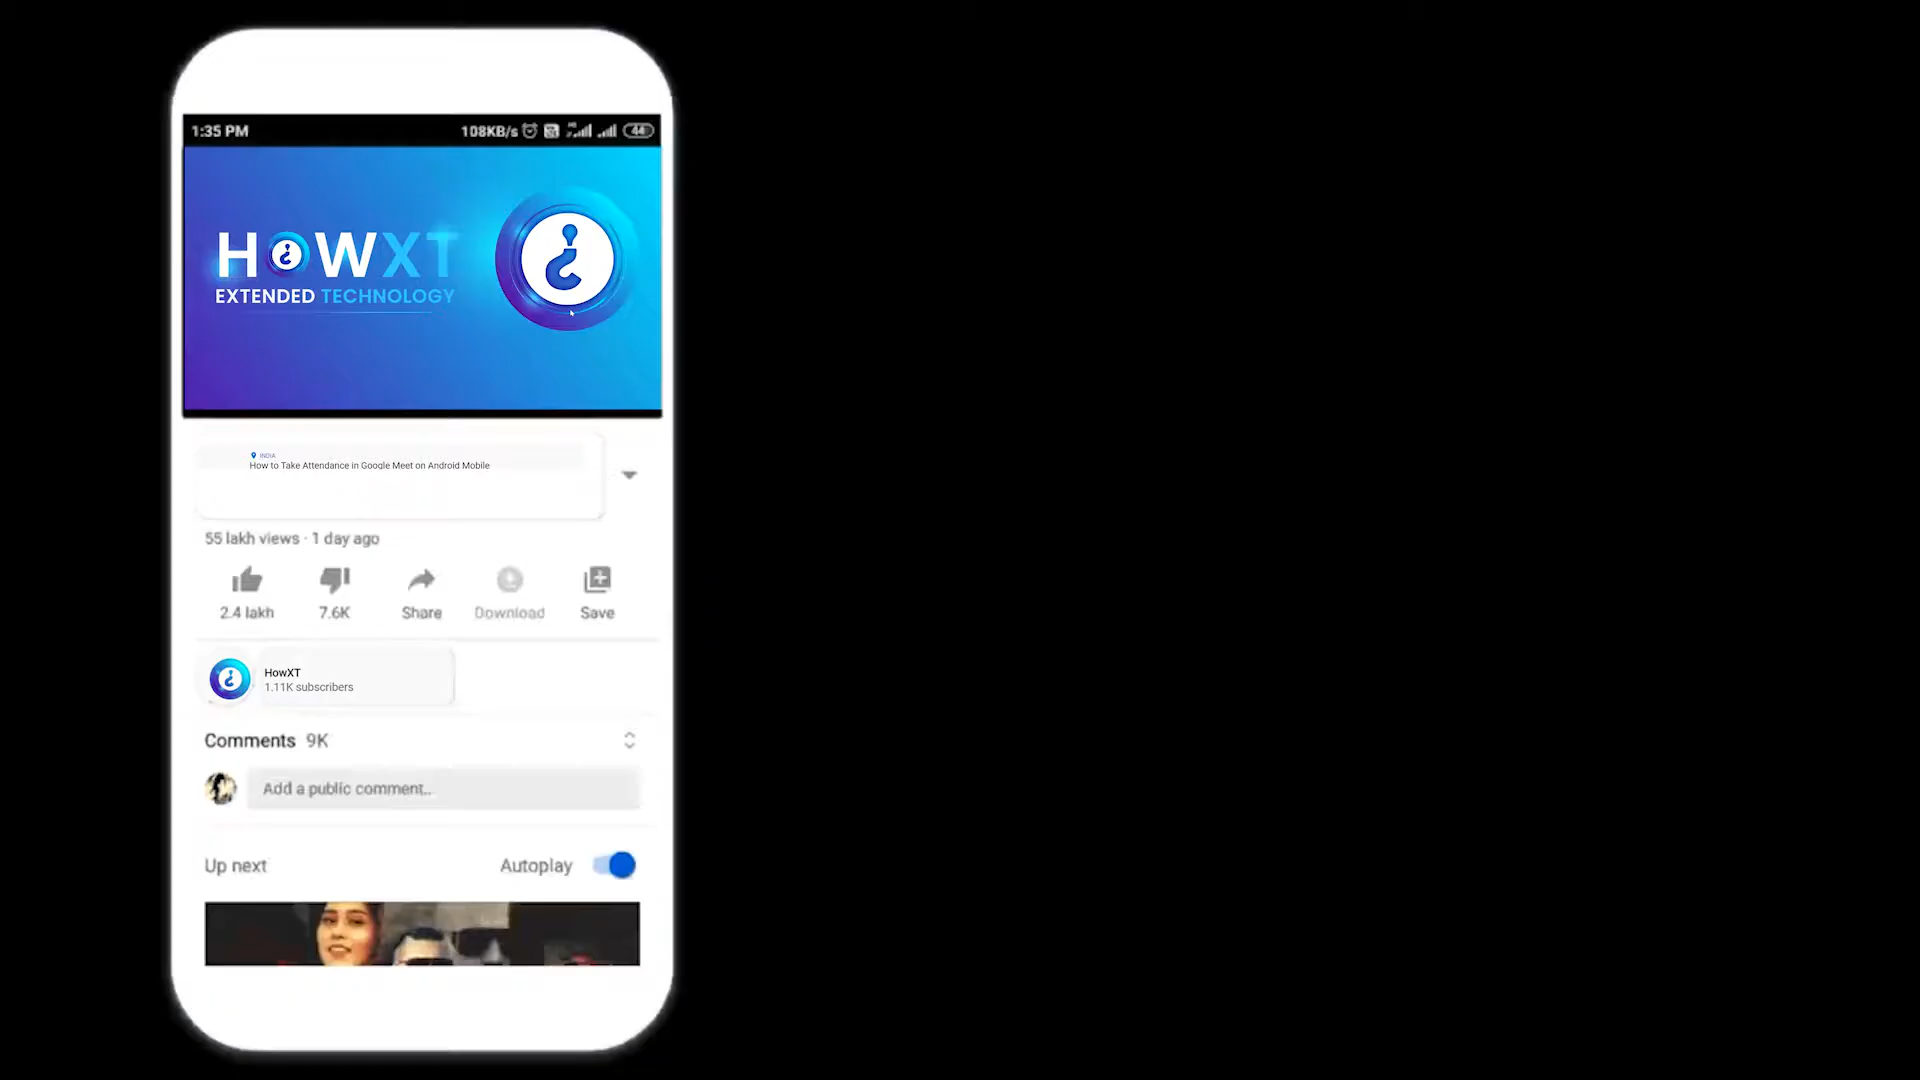 1:35 PM 108KB/s 44
HOWXT
EXTENDED TECHNOLOGY
INDIA
How to Take Attendance in Google Meet on Android Mobile
55 lakh views · 1 day ago
2.4 lakh 7.6K Share Download Save
HowXT
1.11K subscribers
Comments 9K
Add a public comment...
Up next Autoplay